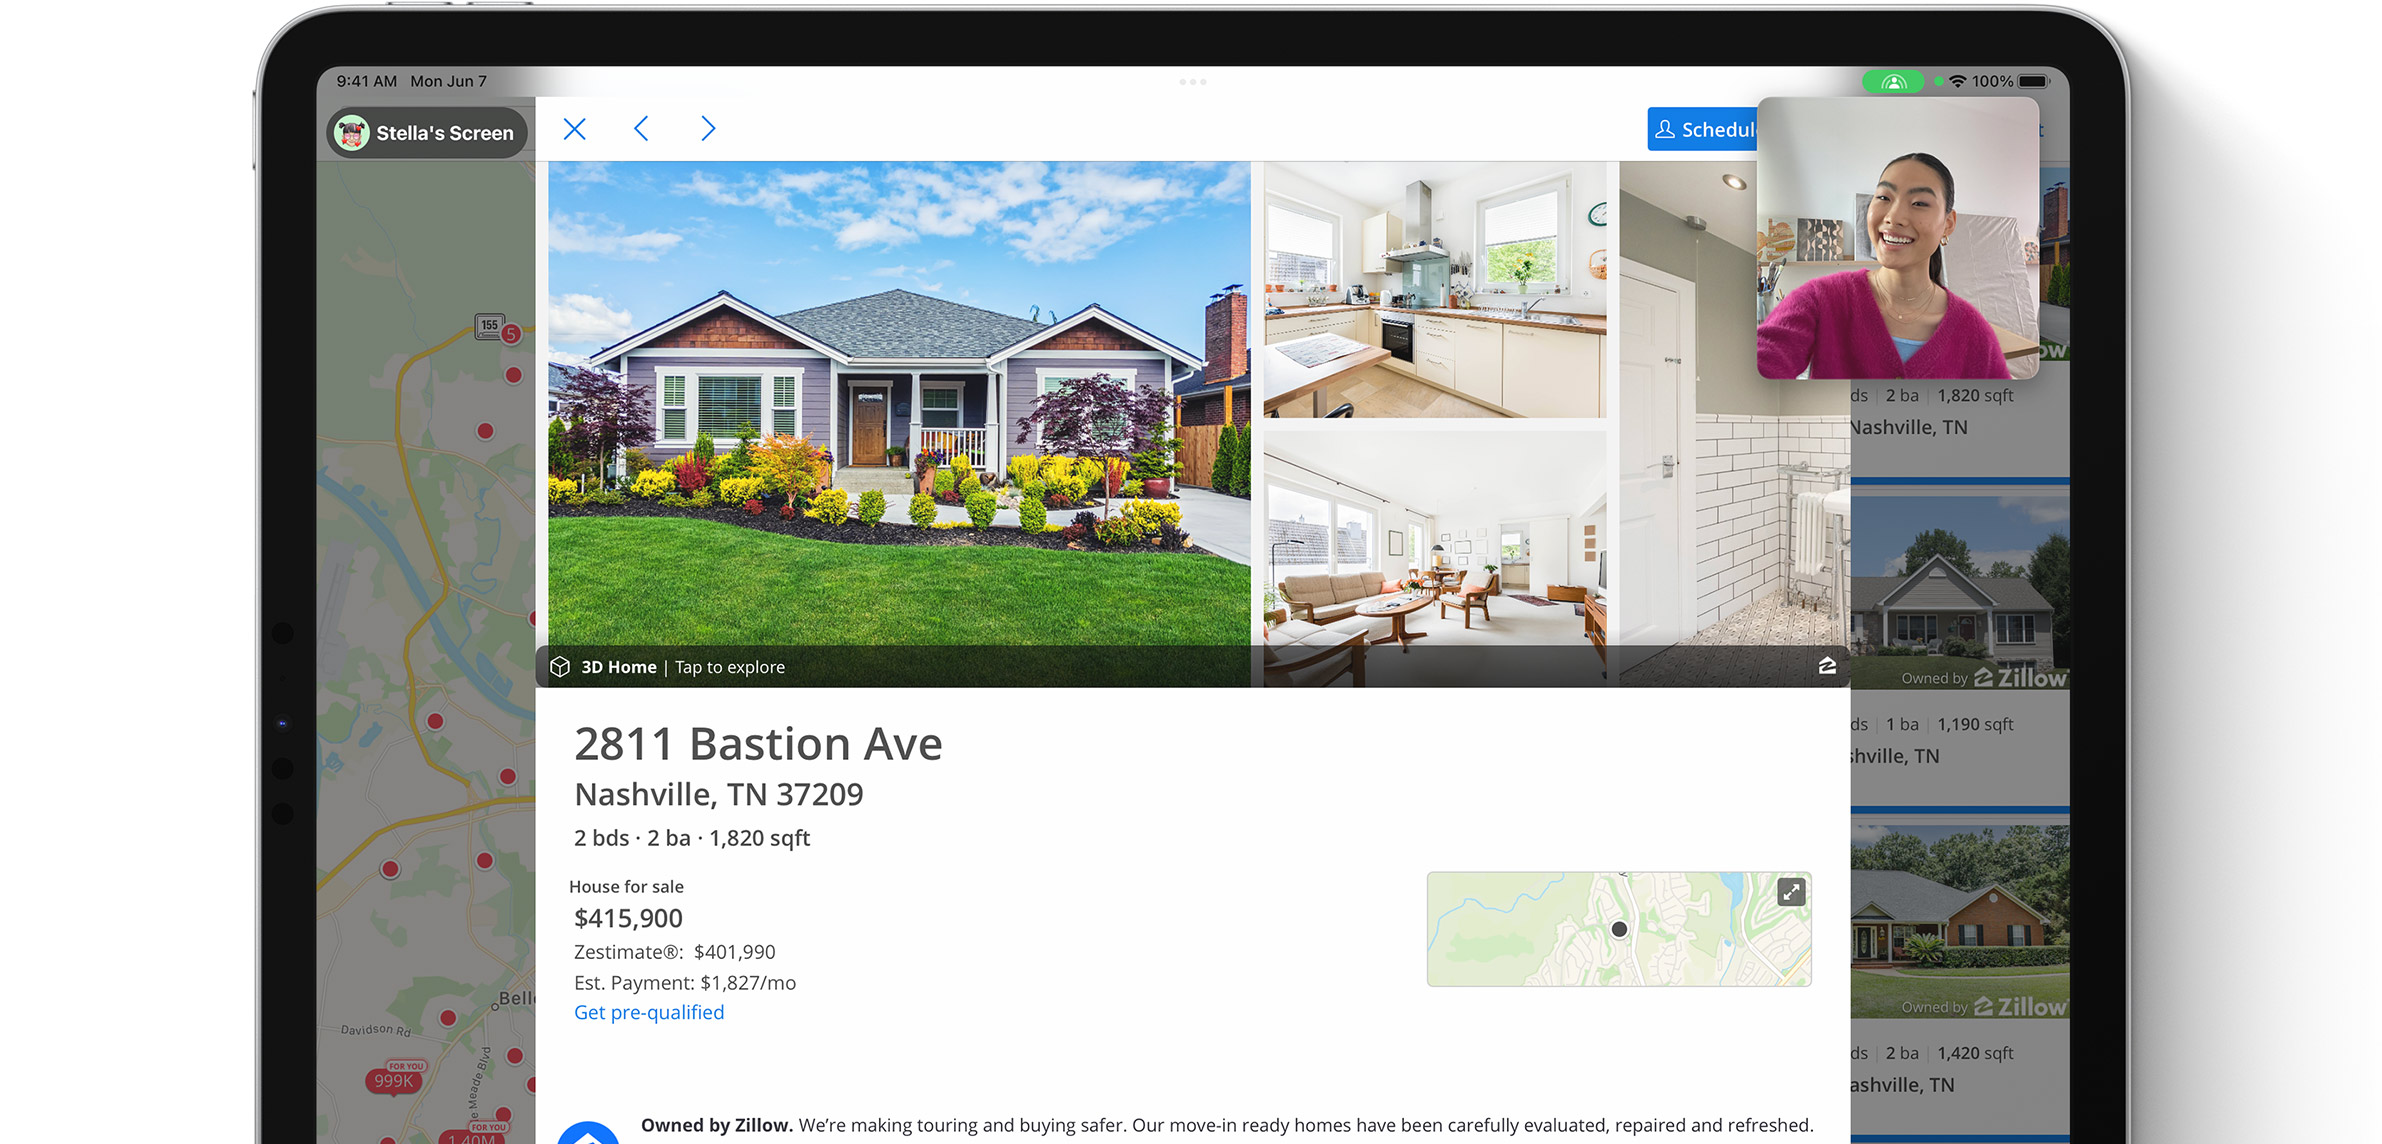 9:41 AM Mon Jun 7
100%
Stella's Screen
3D Home | Tap to explore
2811 Bastion Ave
Nashville, TN 37209
2 bds · 2 ba · 1,820 sqft
House for sale
$415,900
Zestimate®: $401,990
Est. Payment: $1,827/mo
Get pre-qualified
Owned by Zillow. We’re making touring and buying safer. Our move-in ready homes have been carefully evaluated, repaired and refreshed.
155
5
Davidson Rd
FOR YOU
999K
FOR YOU
1.40M
ds | 2 ba | 1,820 sqft
Nashville, TN
Owned by Zillow
ds | 1 ba | 1,190 sqft
shville, TN
Owned by Zillow
ds | 2 ba | 1,420 sqft
ashville, TN